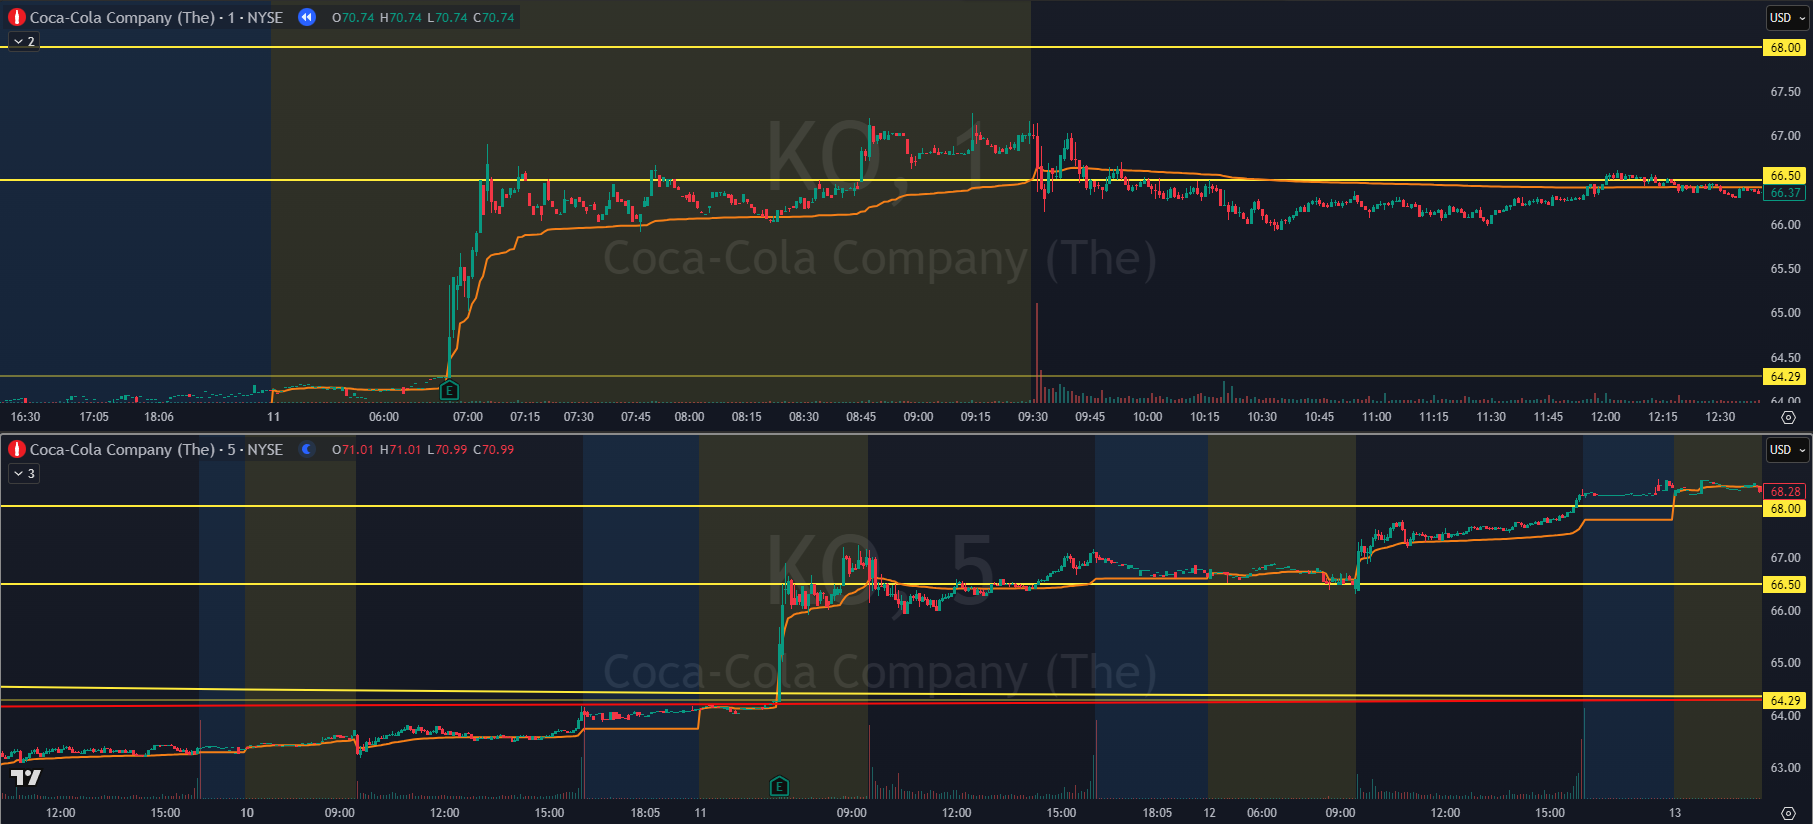 Coca-Cola Company (The) · 1 · NYSE O70.74 H70.74 L70.74 C70.74 USD
2
68.00
67.50
67.00
KO, 1
66.50
66.37
66.00
Coca-Cola Company (The)
65.50
65.00
64.50
64.29
E
64.00
16:30 17:05 18:06 11 06:00 07:00 07:15 07:30 07:45 08:00 08:15 08:30 08:45 09:00 09:15 09:30 09:45 10:00 10:15 10:30 10:45 11:00 11:15 11:30 11:45 12:00 12:15 12:30
Coca-Cola Company (The) · 5 · NYSE O71.01 H71.01 L70.99 C70.99 USD
3
68.28
68.00
67.00
KO, 5
66.50
66.00
65.00
Coca-Cola Company (The)
64.29
64.00
63.00
E
12:00 15:00 10 09:00 12:00 15:00 18:05 11 09:00 12:00 15:00 18:05 12 06:00 09:00 12:00 15:00 13